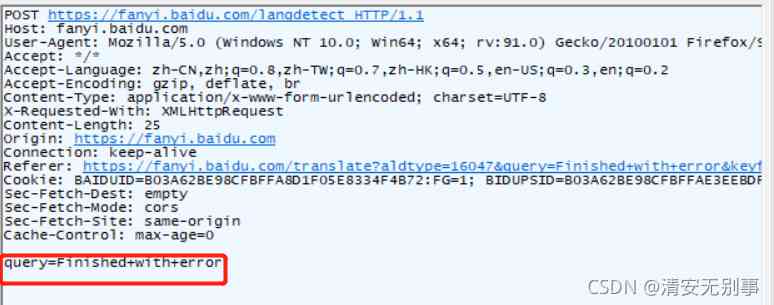 POST https://fanyi.baidu.com/langdetect HTTP/1.1
Host: fanyi.baidu.com
User-Agent: Mozilla/5.0 (Windows NT 10.0; Win64; x64; rv:91.0) Gecko/20100101 Firefox/9
Accept: */*
Accept-Language: zh-CN,zh;q=0.8,zh-TW;q=0.7,zh-HK;q=0.5,en-US;q=0.3,en;q=0.2
Accept-Encoding: gzip, deflate, br
Content-Type: application/x-www-form-urlencoded; charset=UTF-8
X-Requested-With: XMLHttpRequest
Content-Length: 25
Origin: https://fanyi.baidu.com
Connection: keep-alive
Referer: https://fanyi.baidu.com/translate?aldtype=16047&query=Finished+with+error&keyf
Cookie: BAIDUID=B03A62BE98CFBFFA8D1F05E8334F4B72:FG=1; BIDUPSID=B03A62BE98CFBFFAE3EEBDF
Sec-Fetch-Dest: empty
Sec-Fetch-Mode: cors
Sec-Fetch-Site: same-origin
Cache-Control: max-age=0
query=Finished+with+error
CSDN @清安无别事